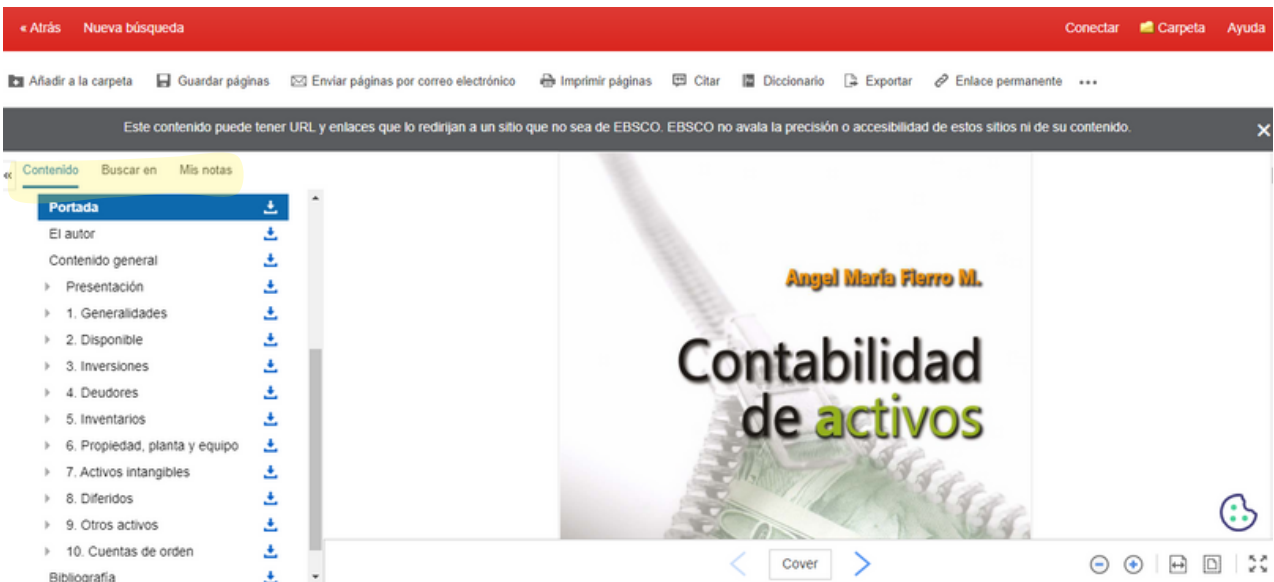 « Atrás Nueva búsqueda Conectar Carpeta Ayuda
Añadir a la carpeta Guardar páginas Enviar páginas por correo electrónico Imprimir páginas Citar Diccionario Exportar Enlace permanente ...
Este contenido puede tener URL y enlaces que lo redirijan a un sitio que no sea de EBSCO. EBSCO no avala la precisión o accesibilidad de estos sitios ni de su contenido. ×
« Contenido Buscar en Mis notas
Portada
El autor
Contenido general
Presentación
1. Generalidades
2. Disponible
3. Inversiones
4. Deudores
5. Inventarios
6. Propiedad, planta y equipo
7. Activos intangibles
8. Diferidos
9. Otros activos
10. Cuentas de orden
Bibliografía
Angel María Fierro M.
Contabilidad
de activos
Cover